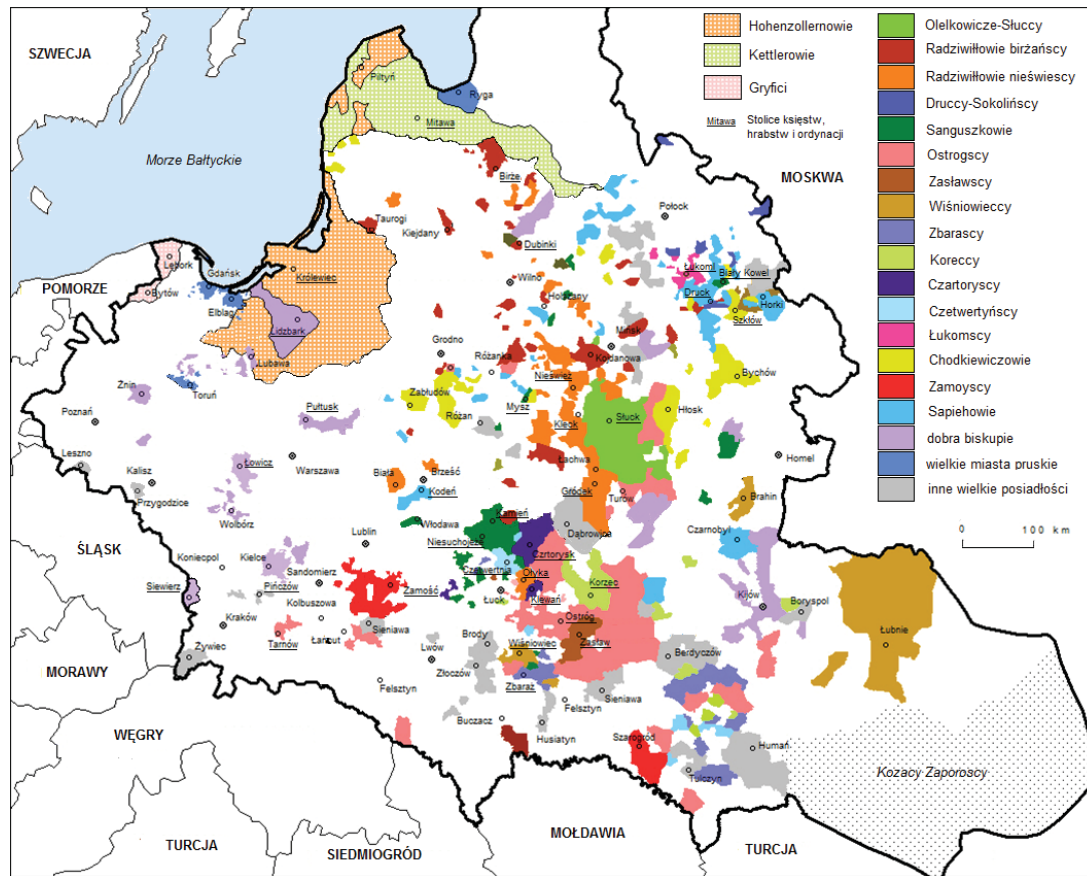 SZWECJA
Morze Bałtyckie
MOSKWA
POMORZE
ŚLĄSK
MORAWY
WĘGRY
TURCJA
SIEDMIOGRÓD
MOŁDAWIA
TURCJA
Kozacy Zaporoscy
Hohenzollernowie
Kettlerowie
Gryfici
Mitawa
Stolice księstw,
hrabstw i ordynacji
Olelkowicze-Słuccy
Radziwiłłowie birżańscy
Radziwiłłowie nieświescy
Druccy-Sokolińscy
Sanguszkowie
Ostrogscy
Zasławscy
Wiśniowieccy
Zbarascy
Koreccy
Czartoryscy
Czetwertyńscy
Łukomscy
Chodkiewiczowie
Zamoyscy
Sapiehowie
dobra biskupie
wielkie miasta pruskie
inne wielkie posiadłości
0 100 km
Piltyń
Ryga
Mitawa
Birże
Połock
Taurogi
Kiejdany
Dubinki
Lębork
Gdańsk
Królewiec
Wilno
Łukoml
Biały Kowel
Bytów
Elbląg
Druck
Horki
Szkłów
Lidzbark
Mińsk
Grodno
Różanka
Kojdanowa
Lubawa
Nieśwież
Bychów
Żnin
Toruń
Zabłudów
Mysz
Poznań
Pułtusk
Różan
Kleck
Słuck
Hłosk
Leszno
Kalisz
Łowicz
Warszawa
Biała
Brześć
Łachwa
Homel
Przygodzice
Kodeń
Gródek
Turów
Brahin
Wolbórz
Włodawa
Kamień
Dąbrowica
Lublin
Niesuchojeże
Czartorysk
Czarnobyl
Koniecpol
Kielce
Czetwertnia
Siewierz
Pińczów
Sandomierz
Zamość
Ołyka
Łuck
Klewań
Korzec
Kijów
Boryspol
Kolbuszowa
Kraków
Tarnów
Łańcut
Sieniawa
Ostróg
Zasław
Łubnie
Żywiec
Lwów
Brody
Wiśniowiec
Berdyczów
Złoczów
Zbaraż
Felsztyn
Felsztyn
Sieniawa
Buczacz
Husiatyn
Szarogród
Humań
Tulczyn